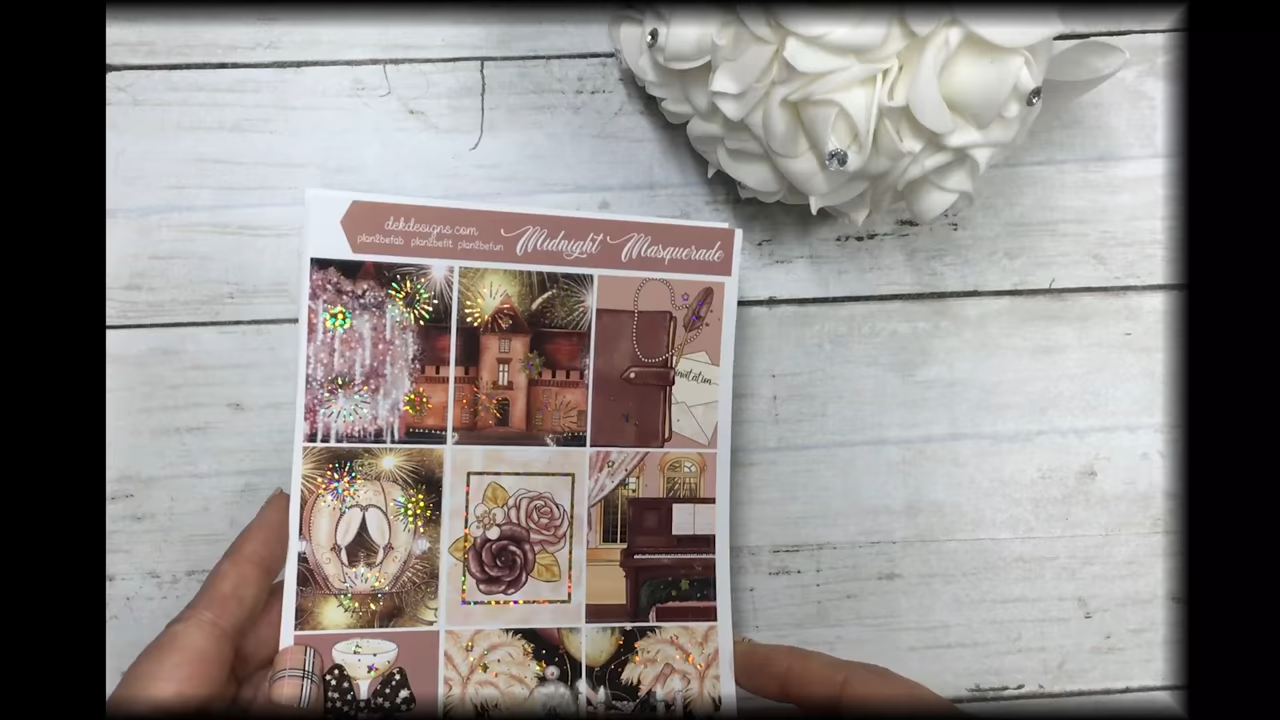 dekdesigns.com
plan2befab plan2befit plan2befun
Midnight Masquerade
invitation